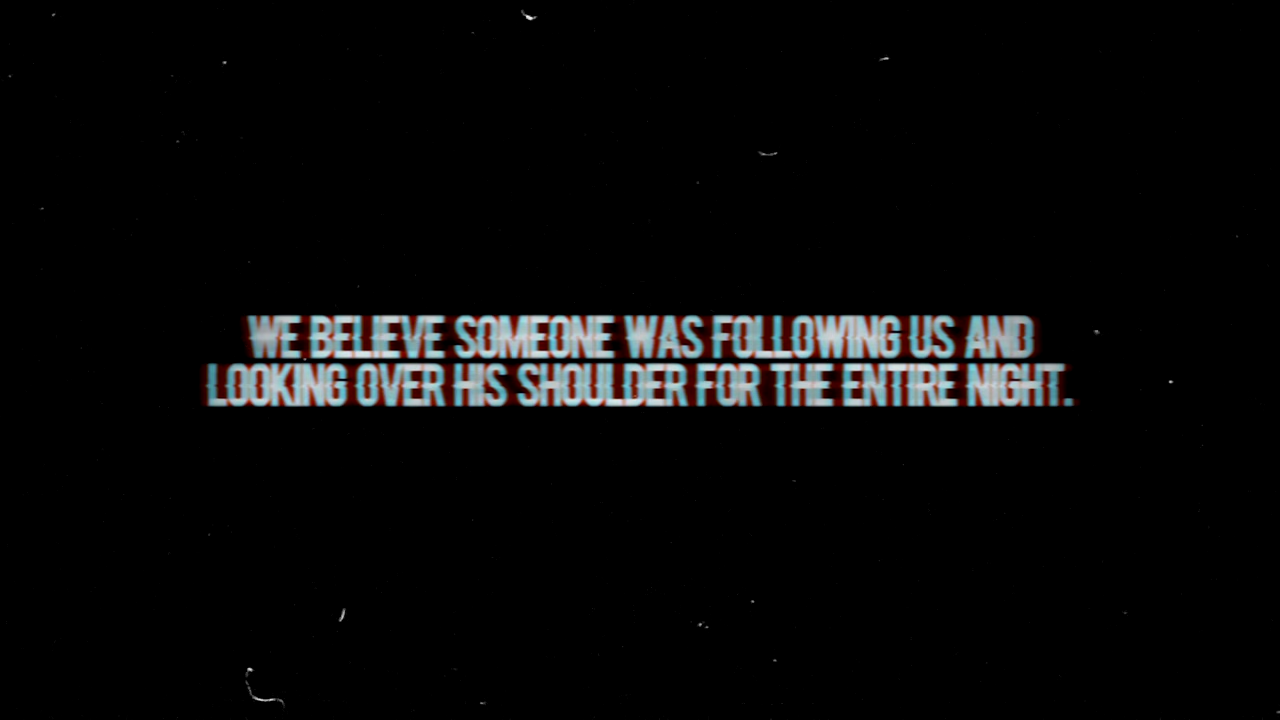 WE BELIEVE SOMEONE WAS FOLLOWING US AND
LOOKING OVER HIS SHOULDER FOR THE ENTIRE NIGHT.